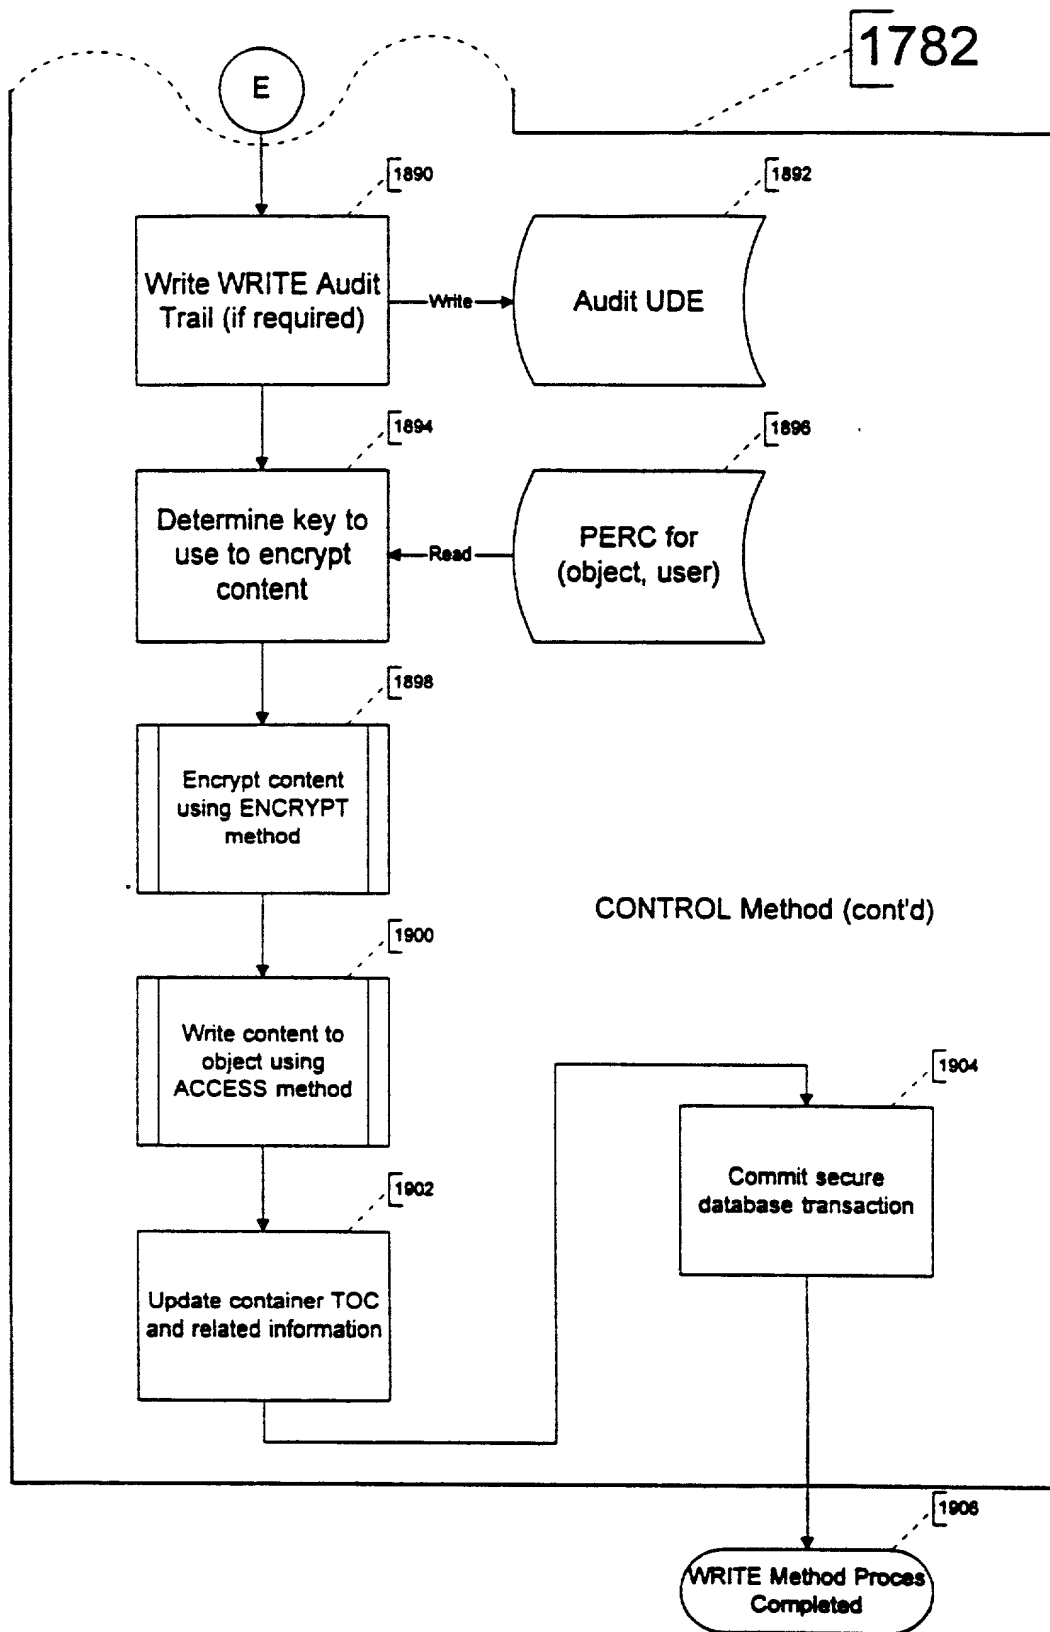 1782
E
1890
1892
Write WRITE Audit
Trail (if required)
Write
Audit UDE
1894
1896
Determine key to
use to encrypt
content
Read
PERC for
(object, user)
1898
Encrypt content
using ENCRYPT
method
CONTROL Method (cont'd)
1900
Write content to
object using
ACCESS method
1904
Commit secure
database transaction
1902
Update container TOC
and related information
1906
WRITE Method Proces
Completed